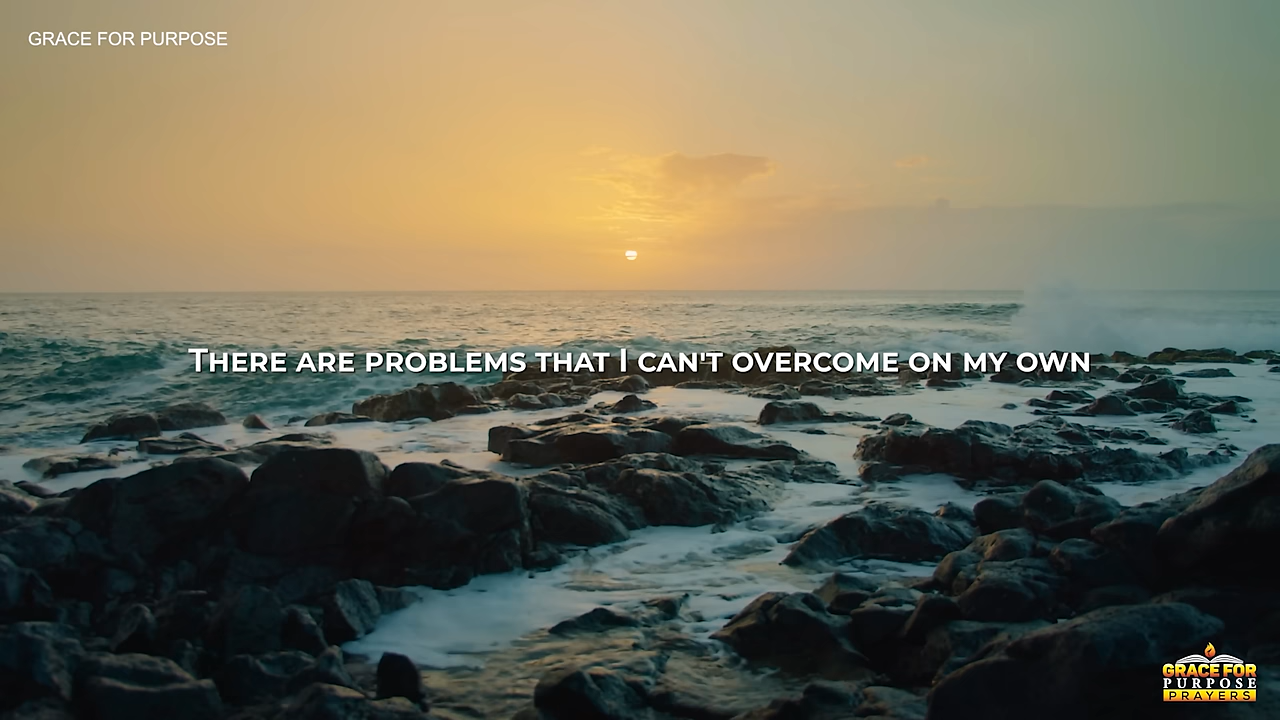 GRACE FOR PURPOSE
THERE ARE PROBLEMS THAT I CAN'T OVERCOME ON MY OWN
GRACE FOR
PURPOSE
PRAYERS